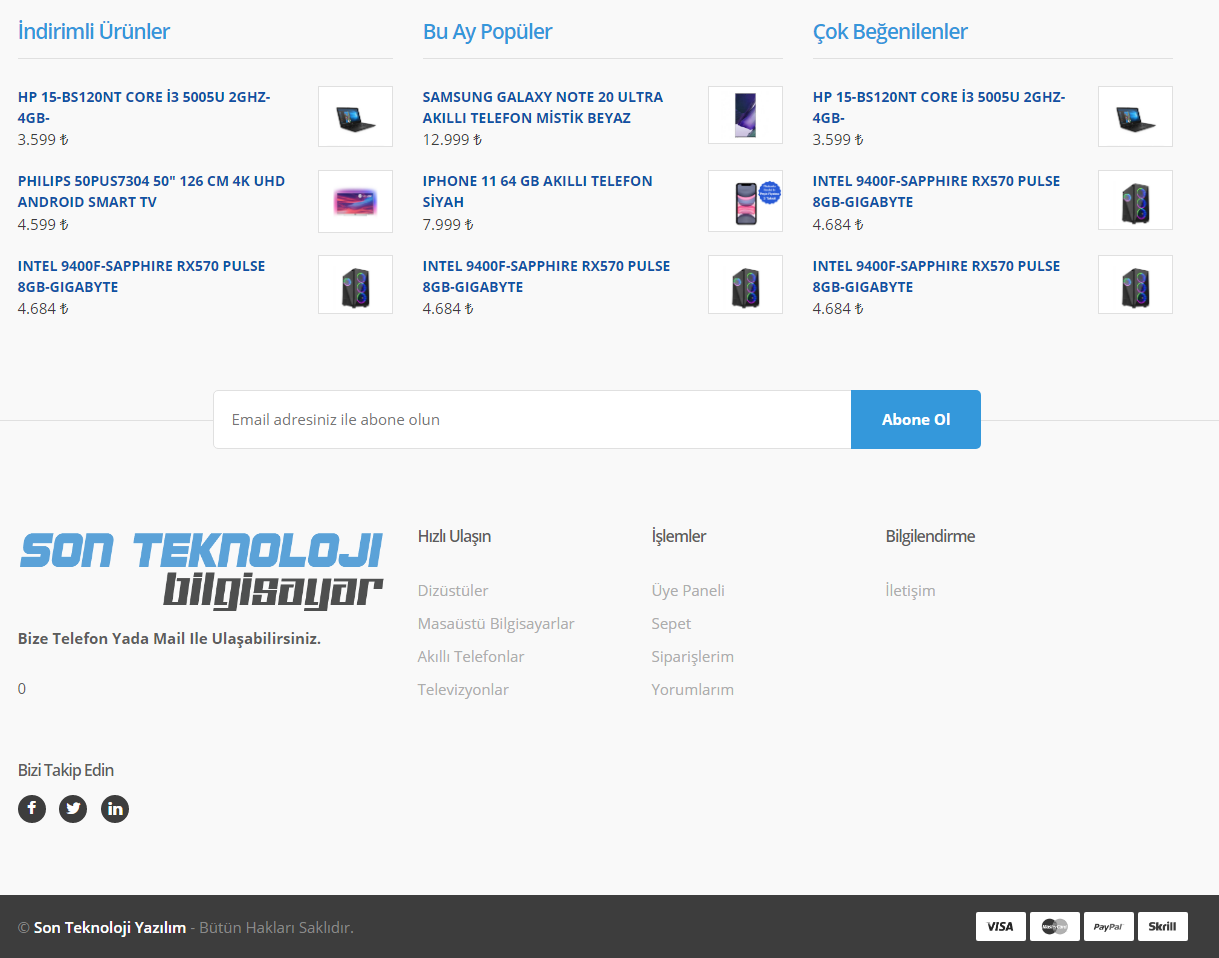 İndirimli Ürünler
HP 15-BS120NT CORE İ3 5005U 2GHZ-
4GB-
3.599 ₺
PHILIPS 50PUS7304 50" 126 CM 4K UHD
ANDROID SMART TV
4.599 ₺
INTEL 9400F-SAPPHIRE RX570 PULSE
8GB-GIGABYTE
4.684 ₺
Bu Ay Popüler
SAMSUNG GALAXY NOTE 20 ULTRA
AKILLI TELEFON MİSTİK BEYAZ
12.999 ₺
IPHONE 11 64 GB AKILLI TELEFON
SİYAH
7.999 ₺
INTEL 9400F-SAPPHIRE RX570 PULSE
8GB-GIGABYTE
4.684 ₺
Çok Beğenilenler
HP 15-BS120NT CORE İ3 5005U 2GHZ-
4GB-
3.599 ₺
INTEL 9400F-SAPPHIRE RX570 PULSE
8GB-GIGABYTE
4.684 ₺
INTEL 9400F-SAPPHIRE RX570 PULSE
8GB-GIGABYTE
4.684 ₺
Email adresiniz ile abone olun
Abone Ol
SON TEKNOLOJI
bilgisayar
Bize Telefon Yada Mail Ile Ulaşabilirsiniz.
0
Bizi Takip Edin
Hızlı Ulaşın
Dizüstüler
Masaüstü Bilgisayarlar
Akıllı Telefonlar
Televizyonlar
İşlemler
Üye Paneli
Sepet
Siparişlerim
Yorumlarım
Bilgilendirme
İletişim
© Son Teknoloji Yazılım - Bütün Hakları Saklıdır.
VISA
MasterCard
PayPal
Skrill